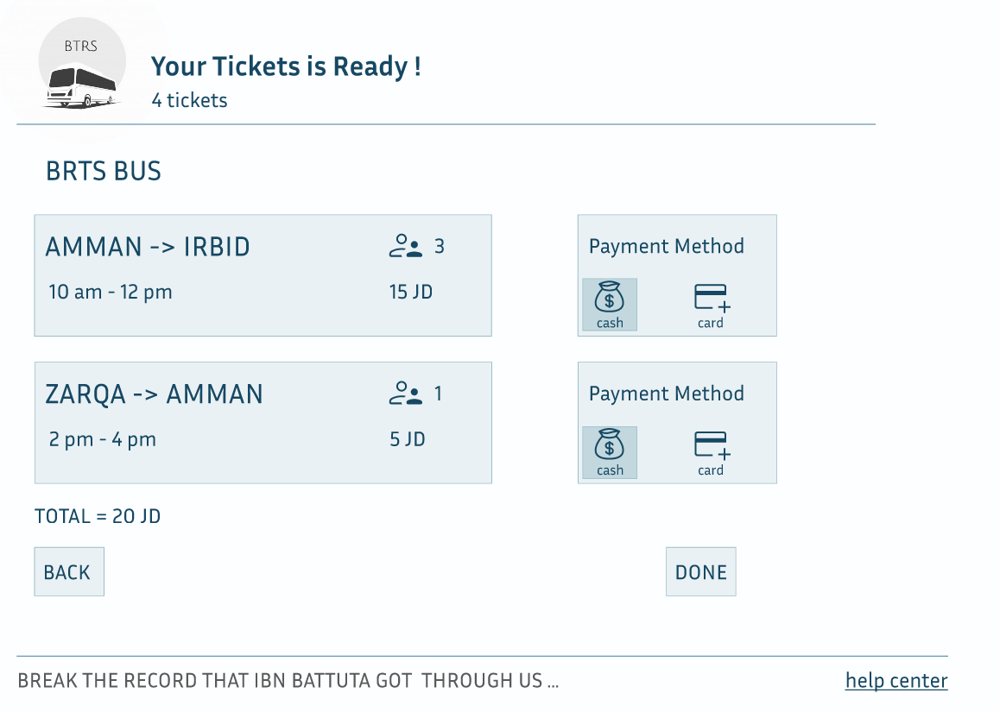 BTRS
Your Tickets is Ready !
4 tickets
BRTS BUS
AMMAN -> IRBID
3
10 am - 12 pm
15 JD
Payment Method
$
cash
card
ZARQA -> AMMAN
1
2 pm - 4 pm
5 JD
Payment Method
$
cash
card
TOTAL = 20 JD
BACK
DONE
BREAK THE RECORD THAT IBN BATTUTA GOT  THROUGH US ...
help center